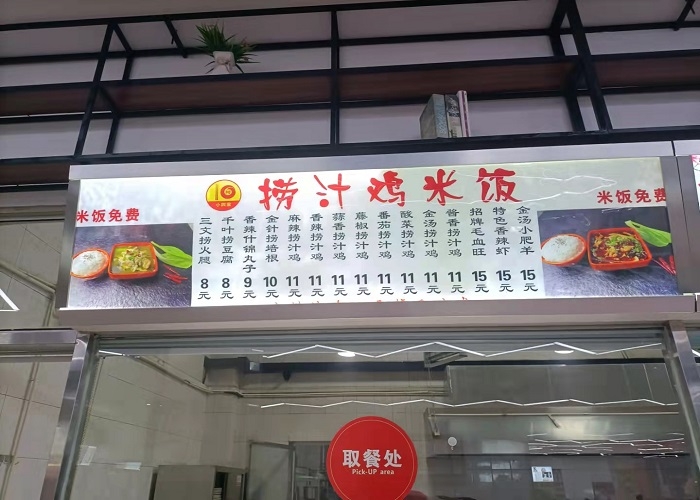 捞汁鸡米饭
米饭免费
米饭免费
三文捞火腿 8元
千叶捞豆腐 8元
香辣什锦丸子 9元
金针捞培根 10元
麻辣捞汁鸡 11元
香辣捞汁鸡 11元
蒜香捞汁鸡 11元
藤椒捞汁鸡 11元
番茄捞汁鸡 11元
酸菜捞汁鸡 11元
金汤捞汁鸡 11元
酱香捞汁鸡 11元
招牌毛血旺 15元
特色香辣虾 15元
金汤小肥羊 15元
取餐处
Pick-UP area